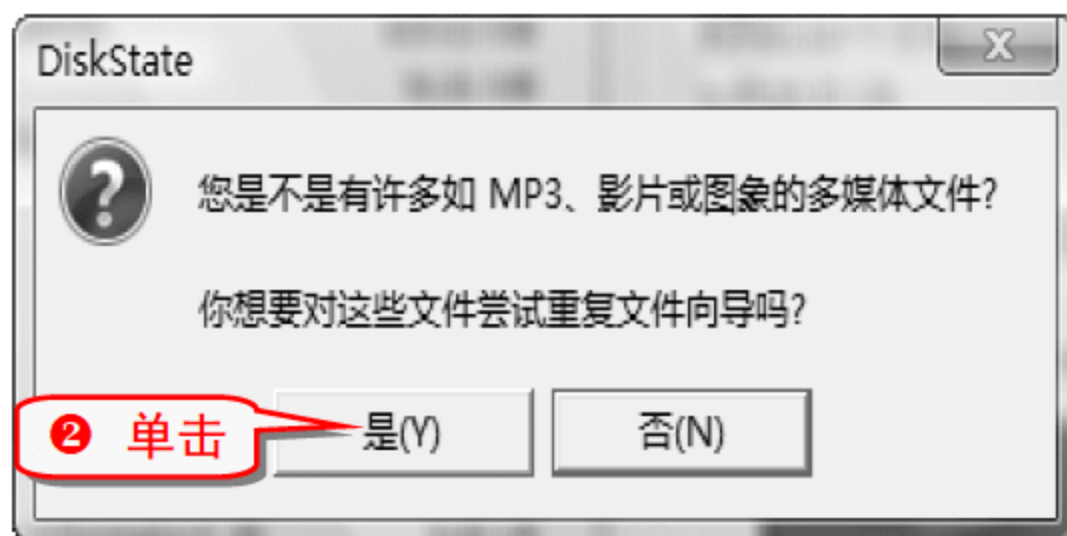 DiskState
您是不是有许多如 MP3、影片或图象的多媒体文件?
你想要对这些文件尝试重复文件向导吗?
❷ 单击
是(Y)
否(N)